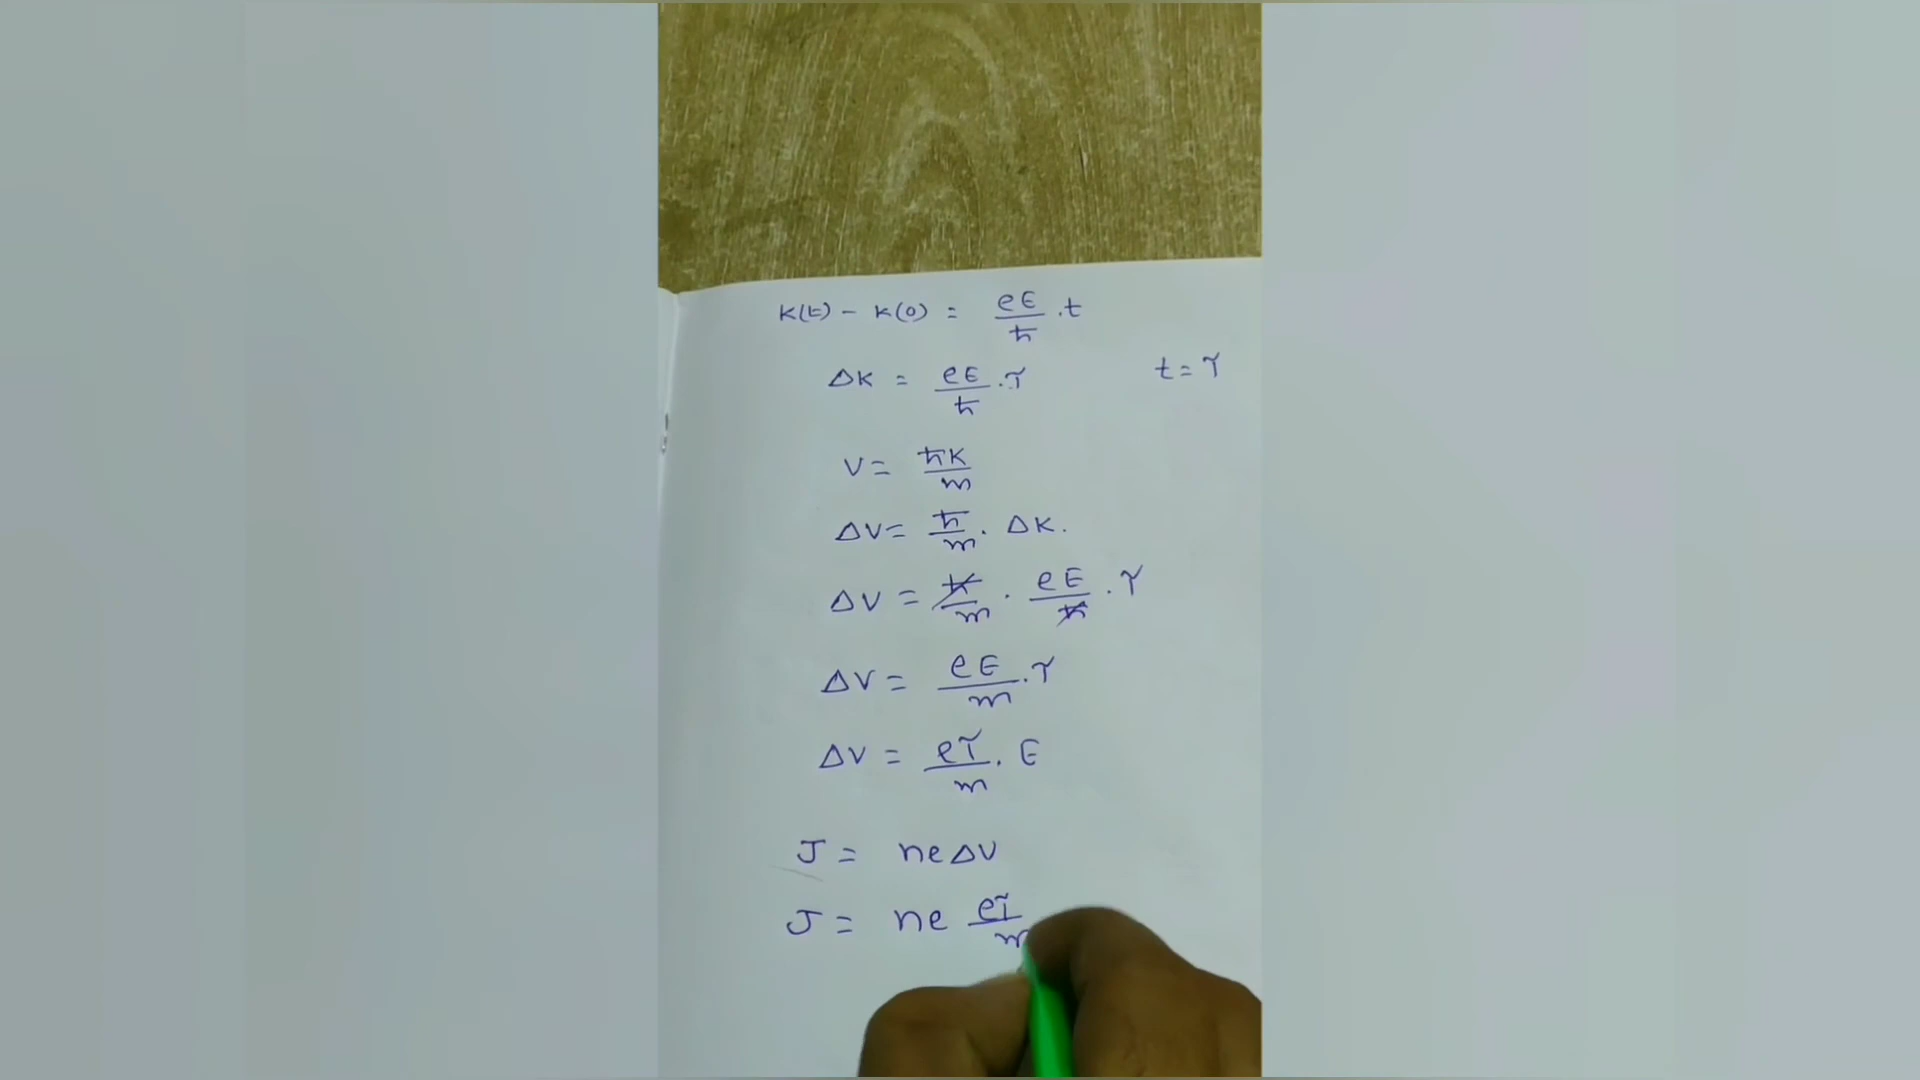 K(t) - K(0) = eE/ħ . t
ΔK = eE/ħ . τ t = τ
V = ħK/m
ΔV = ħ/m . ΔK.
ΔV = ħ/m . eE/ħ . τ
ΔV = eE/m . τ
ΔV = eτ/m . E
J = neΔV
J = ne eτ/m